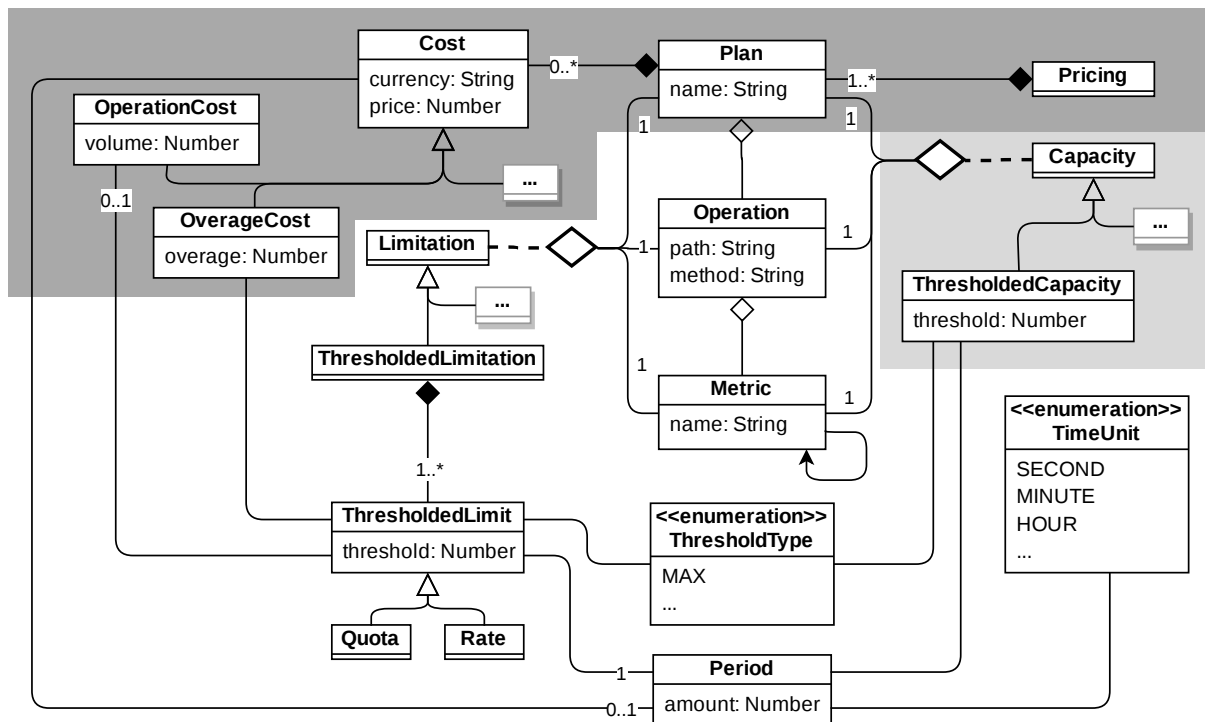 Cost
currency: String
price: Number
0..*
Plan
name: String
1..*
Pricing
OperationCost
volume: Number
0..1
...
1
1
Capacity
...
OverageCost
overage: Number
Limitation
...
1
Operation
path: String
method: String
1
ThresholdedCapacity
threshold: Number
ThresholdedLimitation
1
Metric
name: String
1
<<enumeration>>
TimeUnit
SECOND
MINUTE
HOUR
...
1..*
ThresholdedLimit
threshold: Number
<<enumeration>>
ThresholdType
MAX
...
Quota
Rate
1
0..1
Period
amount: Number